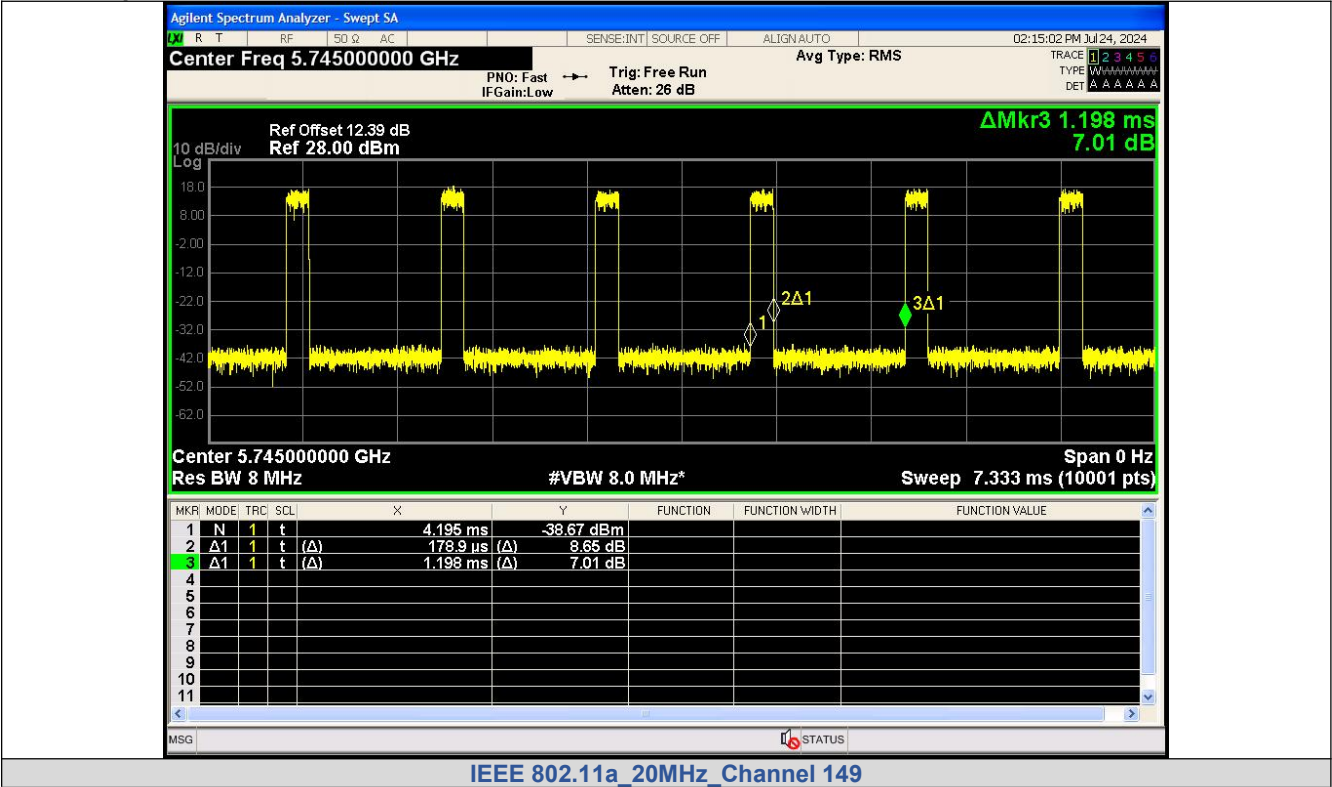 Agilent Spectrum Analyzer - Swept SA
LXI R T RF 50 Ω AC SENSE:INT SOURCE OFF ALIGN AUTO 02:15:02 PM Jul 24, 2024
Center Freq 5.745000000 GHz
PNO: Fast
IFGain:Low
Trig: Free Run
Atten: 26 dB
Avg Type: RMS
TRACE 1 2 3 4 5 6
TYPE WWWWWW
DET A A A A A A
ΔMkr3 1.198 ms
7.01 dB
Ref Offset 12.39 dB
10 dB/div Ref 28.00 dBm
Log
18.0
8.00
-2.00
-12.0
-22.0
-32.0
-42.0
-52.0
-62.0
1
2Δ1
3Δ1
Center 5.745000000 GHz Span 0 Hz
Res BW 8 MHz #VBW 8.0 MHz* Sweep 7.333 ms (10001 pts)
MKR MODE TRC SCL X Y FUNCTION FUNCTION WIDTH FUNCTION VALUE
1 N 1 t 4.195 ms -38.67 dBm
2 Δ1 1 t (Δ) 178.9 µs (Δ) 8.65 dB
3 Δ1 1 t (Δ) 1.198 ms (Δ) 7.01 dB
4
5
6
7
8
9
10
11
MSG STATUS
IEEE 802.11a_20MHz_Channel 149